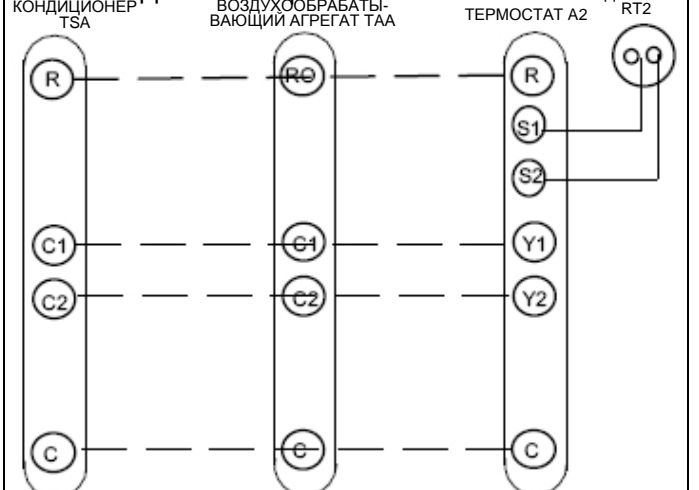 КОНДИЦИОНЕР
TSA
ВОЗДУХООБРАБАТЫ-
ВАЮЩИЙ АГРЕГАТ TAA
ТЕРМОСТАТ A2
RT2
R
RO
R
S1
S2
C1
C1
Y1
C2
C2
Y2
C
C
C